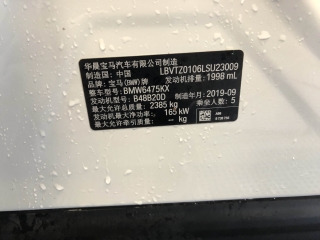 华晨宝马汽车有限公司制造
制造国：中国 LBVTZ0106LSU23009
品牌：宝马(BMW)牌 发动机排量：1998 mL
整车型号：BMW6475KX
发动机型号：B48B20D 制造年月：2019-09
最大允许总质量：2385 kg 乘坐人数：5
发动机最大净功率：165 kW
最大允许牵引质量：-- kg